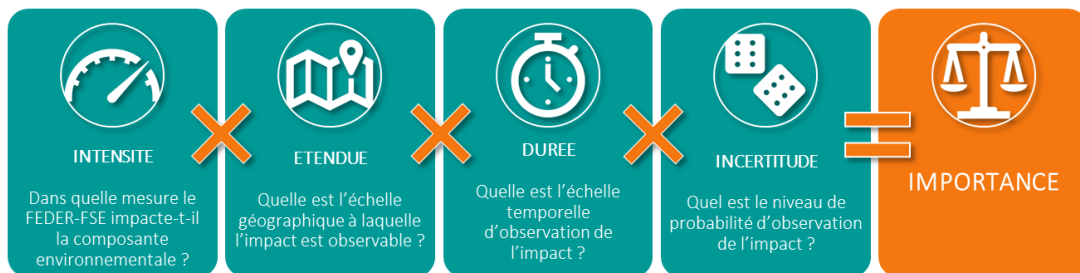 INTENSITE
Dans quelle mesure le
FEDER-FSE impacte-t-il
la composante
environnementale ?
ETENDUE
Quelle est l’échelle
géographique à laquelle
l’impact est observable ?
DUREE
Quelle est l’échelle
temporelle
d’observation de
l’impact ?
INCERTITUDE
Quel est le niveau de
probabilité d’observation
de l’impact ?
IMPORTANCE